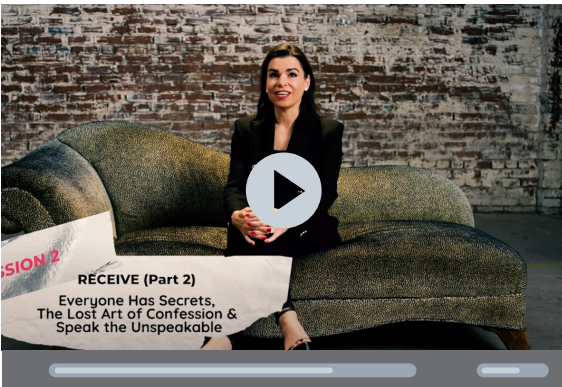 SSION 2
RECEIVE (Part 2)
Everyone Has Secrets,
The Lost Art of Confession &
Speak the Unspeakable